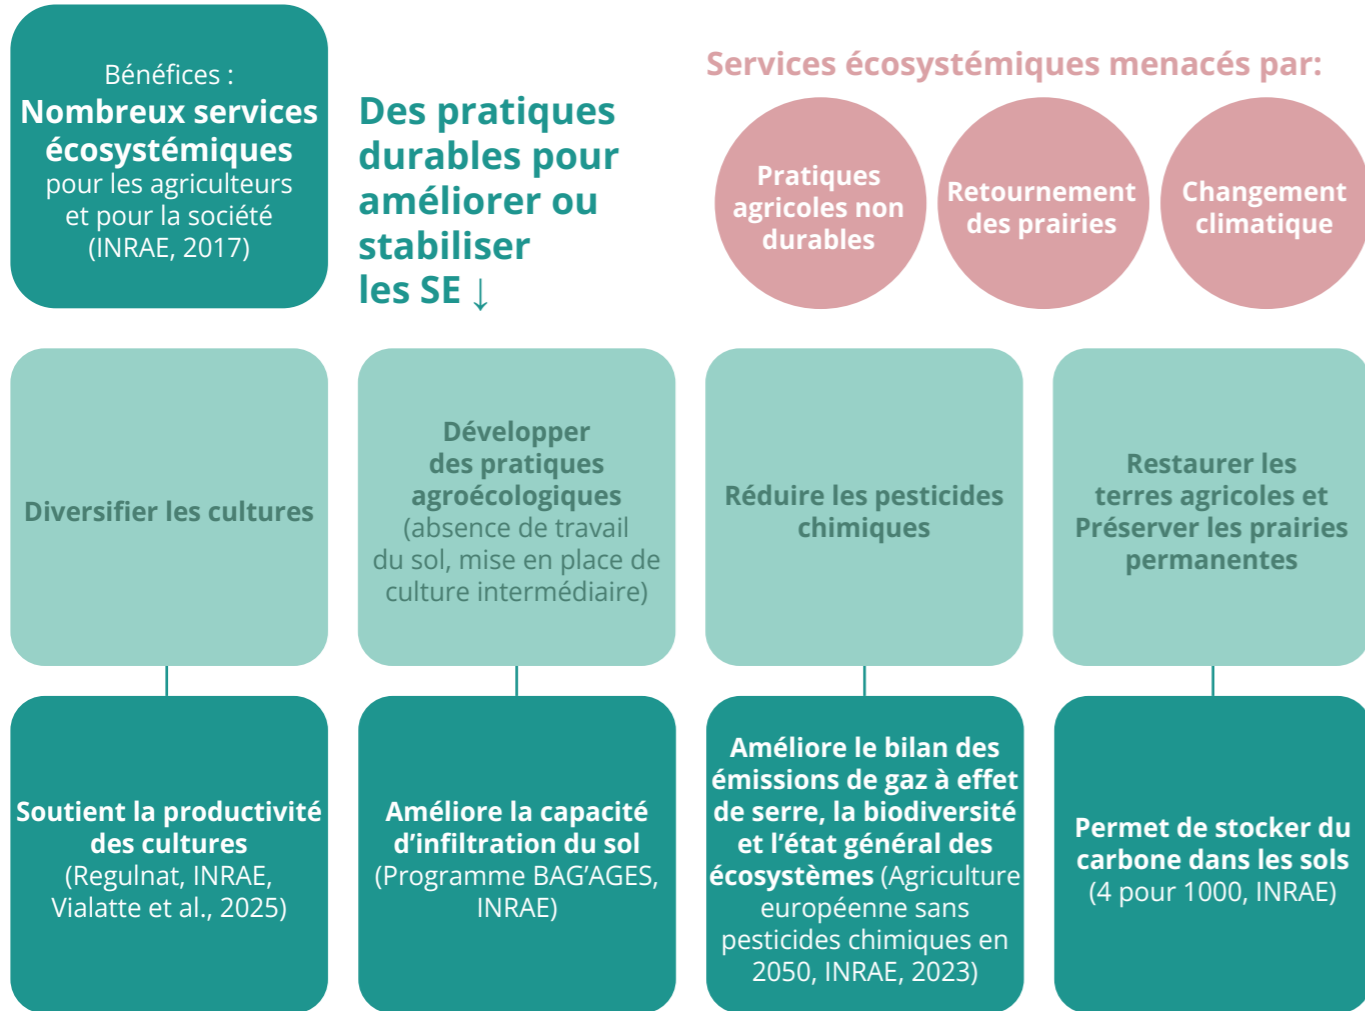 Bénéfices :
Nombreux services
écosystémiques
pour les agriculteurs
et pour la société
(INRAE, 2017)
Des pratiques
durables pour
améliorer ou
stabiliser
les SE ↓
Services écosystémiques menacés par:
Pratiques
agricoles non
durables
Retournement
des prairies
Changement
climatique
Diversifier les cultures
Développer
des pratiques
agroécologiques
(absence de travail
du sol, mise en place de
culture intermédiaire)
Réduire les pesticides
chimiques
Restaurer les
terres agricoles et
Préserver les prairies
permanentes
Soutient la productivité
des cultures
(Regulnat, INRAE,
Vialatte et al., 2025)
Améliore la capacité
d’infiltration du sol
(Programme BAG’AGES,
INRAE)
Améliore le bilan des
émissions de gaz à effet
de serre, la biodiversité
et l’état général des
écosystèmes (Agriculture
européenne sans
pesticides chimiques en
2050, INRAE, 2023)
Permet de stocker du
carbone dans les sols
(4 pour 1000, INRAE)